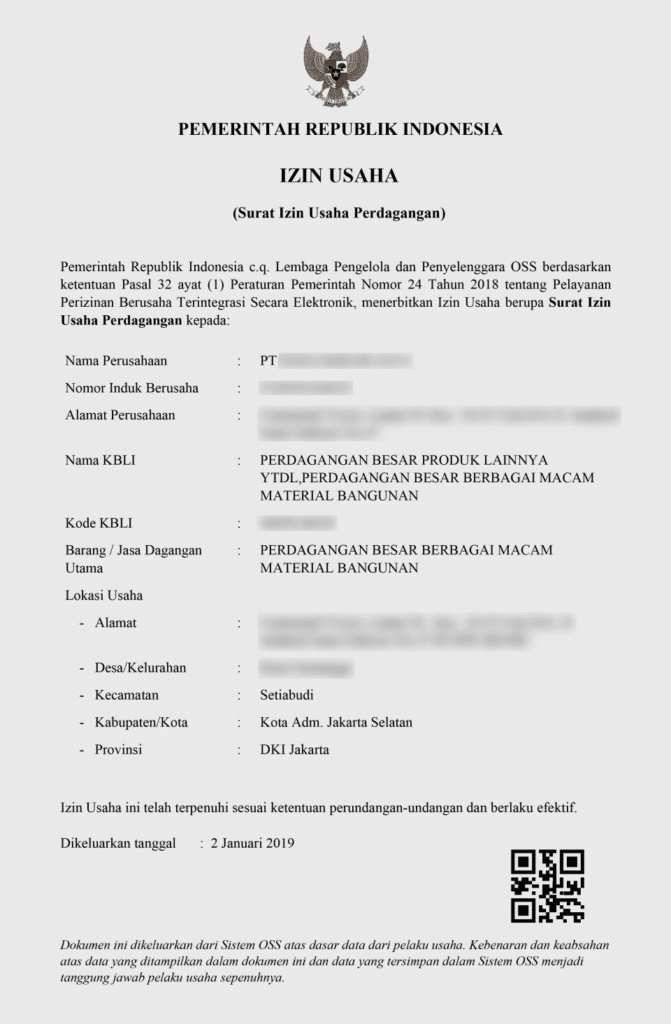 PEMERINTAH REPUBLIK INDONESIA
IZIN USAHA
(Surat Izin Usaha Perdagangan)
Pemerintah Republik Indonesia c.q. Lembaga Pengelola dan Penyelenggara OSS berdasarkan
ketentuan Pasal 32 ayat (1) Peraturan Pemerintah Nomor 24 Tahun 2018 tentang Pelayanan
Perizinan Berusaha Terintegrasi Secara Elektronik, menerbitkan Izin Usaha berupa Surat Izin
Usaha Perdagangan kepada:
Nama Perusahaan : PT
Nomor Induk Berusaha :
Alamat Perusahaan :
Nama KBLI : PERDAGANGAN BESAR PRODUK LAINNYA
YTDL,PERDAGANGAN BESAR BERBAGAI MACAM
MATERIAL BANGUNAN
Kode KBLI :
Barang / Jasa Dagangan : PERDAGANGAN BESAR BERBAGAI MACAM
Utama MATERIAL BANGUNAN
Lokasi Usaha
- Alamat :
- Desa/Kelurahan :
- Kecamatan : Setiabudi
- Kabupaten/Kota : Kota Adm. Jakarta Selatan
- Provinsi : DKI Jakarta
Izin Usaha ini telah terpenuhi sesuai ketentuan perundangan-undangan dan berlaku efektif.
Dikeluarkan tanggal : 2 Januari 2019
Dokumen ini dikeluarkan dari Sistem OSS atas dasar data dari pelaku usaha. Kebenaran dan keabsahan
atas data yang ditampilkan dalam dokumen ini dan data yang tersimpan dalam Sistem OSS menjadi
tanggung jawab pelaku usaha sepenuhnya.